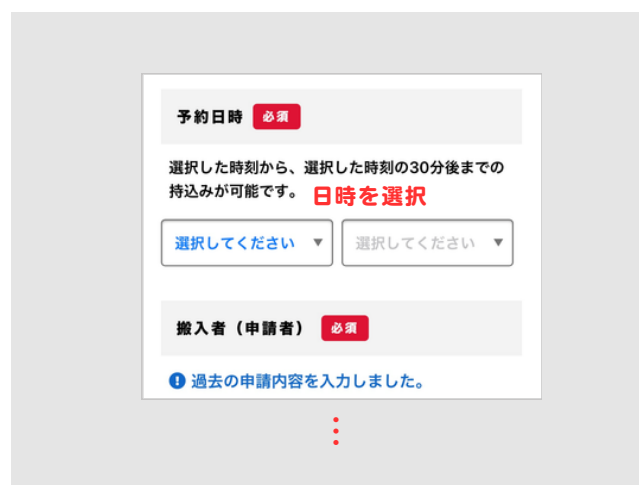 予約日時 必須
選択した時刻から、選択した時刻の30分後までの
持込みが可能です。 日時を選択
選択してください ▼ 選択してください ▼
搬入者（申請者） 必須
過去の申請内容を入力しました。